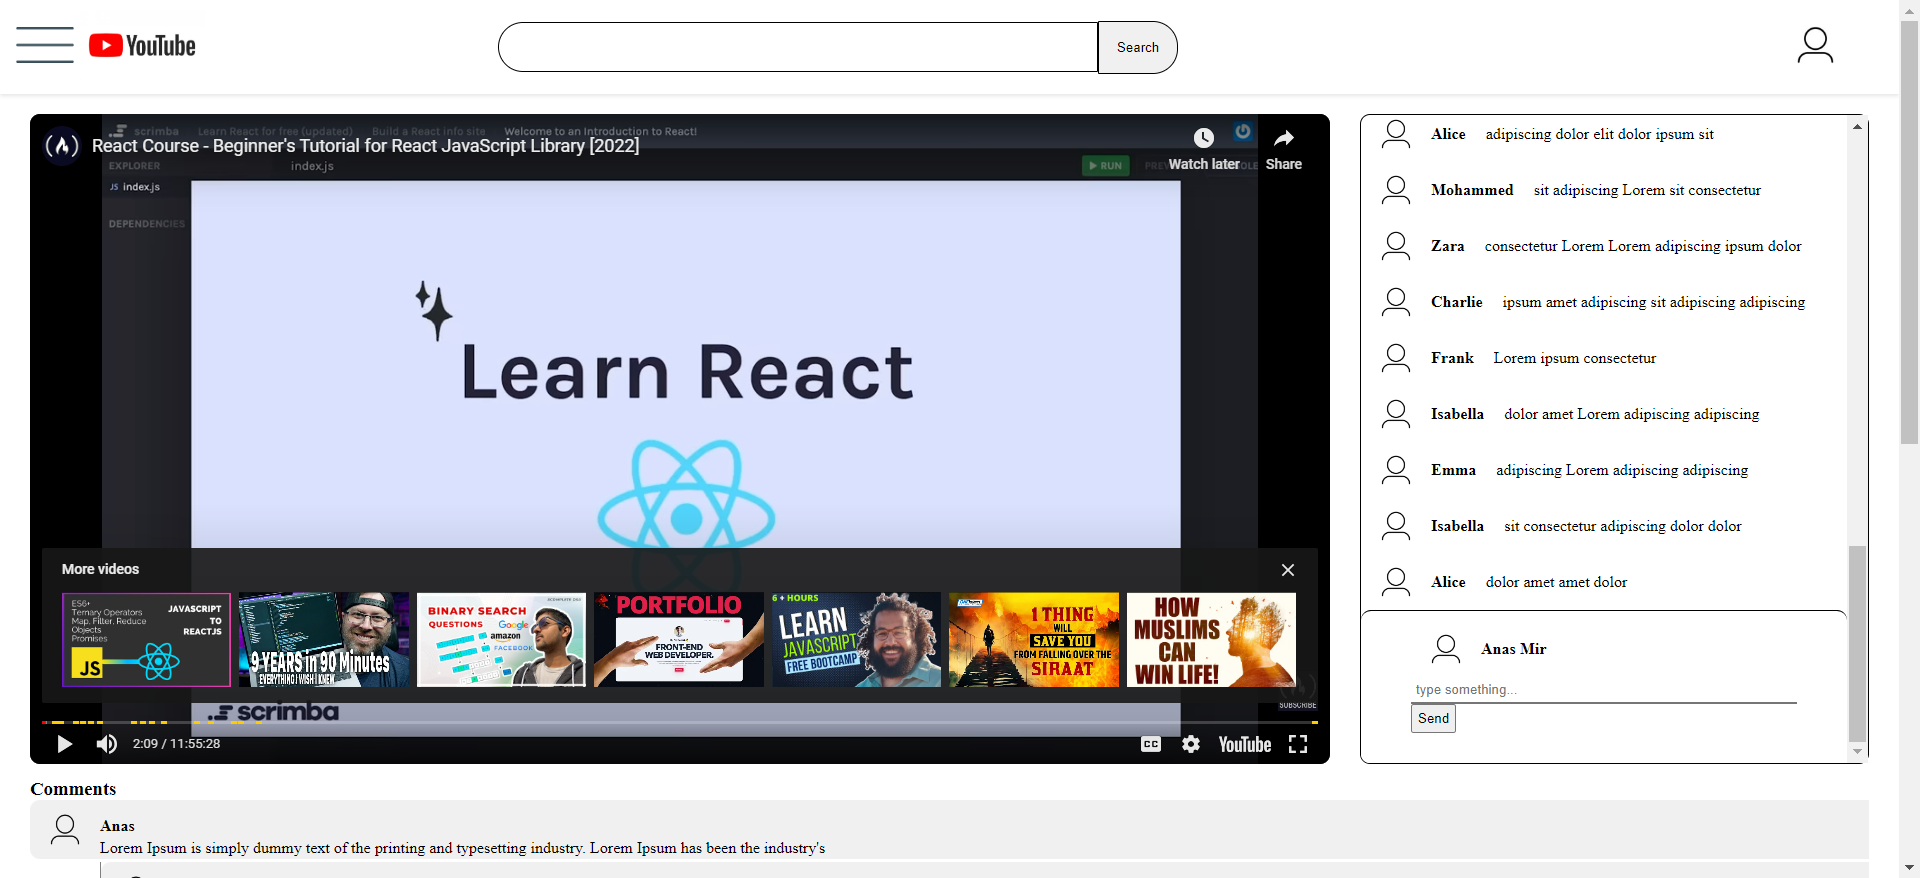 YouTube
Search
scrimba Learn React for free (updated) Build a React info site Welcome to an Introduction to React!
React Course - Beginner's Tutorial for React JavaScript Library [2022]
Watch later
Share
EXPLORER
index.js
RUN
JS index.js
DEPENDENCIES
Learn React
More videos
ES6+
Ternary Operators
Map, Filter, Reduce
Objects
Promises
JAVASCRIPT
TO
REACTJS
JS
9 YEARS in 90 Minutes
EVERYTHING I WISH I KNEW
BINARY SEARCH
QUESTIONS
Google
amazon
FACEBOOK
PORTFOLIO
FRONT-END
WEB DEVELOPER.
6 + HOURS
LEARN
JAVASCRIPT
FREE BOOTCAMP
1 THING
WILL
SAVE YOU
FROM FALLING OVER THE
SIRAAT
HOW
MUSLIMS
CAN
WIN LIFE!
SUBSCRIBE
scrimba
2:09 / 11:55:28
CC
YouTube
Alice adipiscing dolor elit dolor ipsum sit
Mohammed sit adipiscing Lorem sit consectetur
Zara consectetur Lorem Lorem adipiscing ipsum dolor
Charlie ipsum amet adipiscing sit adipiscing adipiscing
Frank Lorem ipsum consectetur
Isabella dolor amet Lorem adipiscing adipiscing
Emma adipiscing Lorem adipiscing adipiscing
Isabella sit consectetur adipiscing dolor dolor
Alice dolor amet amet dolor
Anas Mir
type something...
Send
Comments
Anas
Lorem Ipsum is simply dummy text of the printing and typesetting industry. Lorem Ipsum has been the industry's